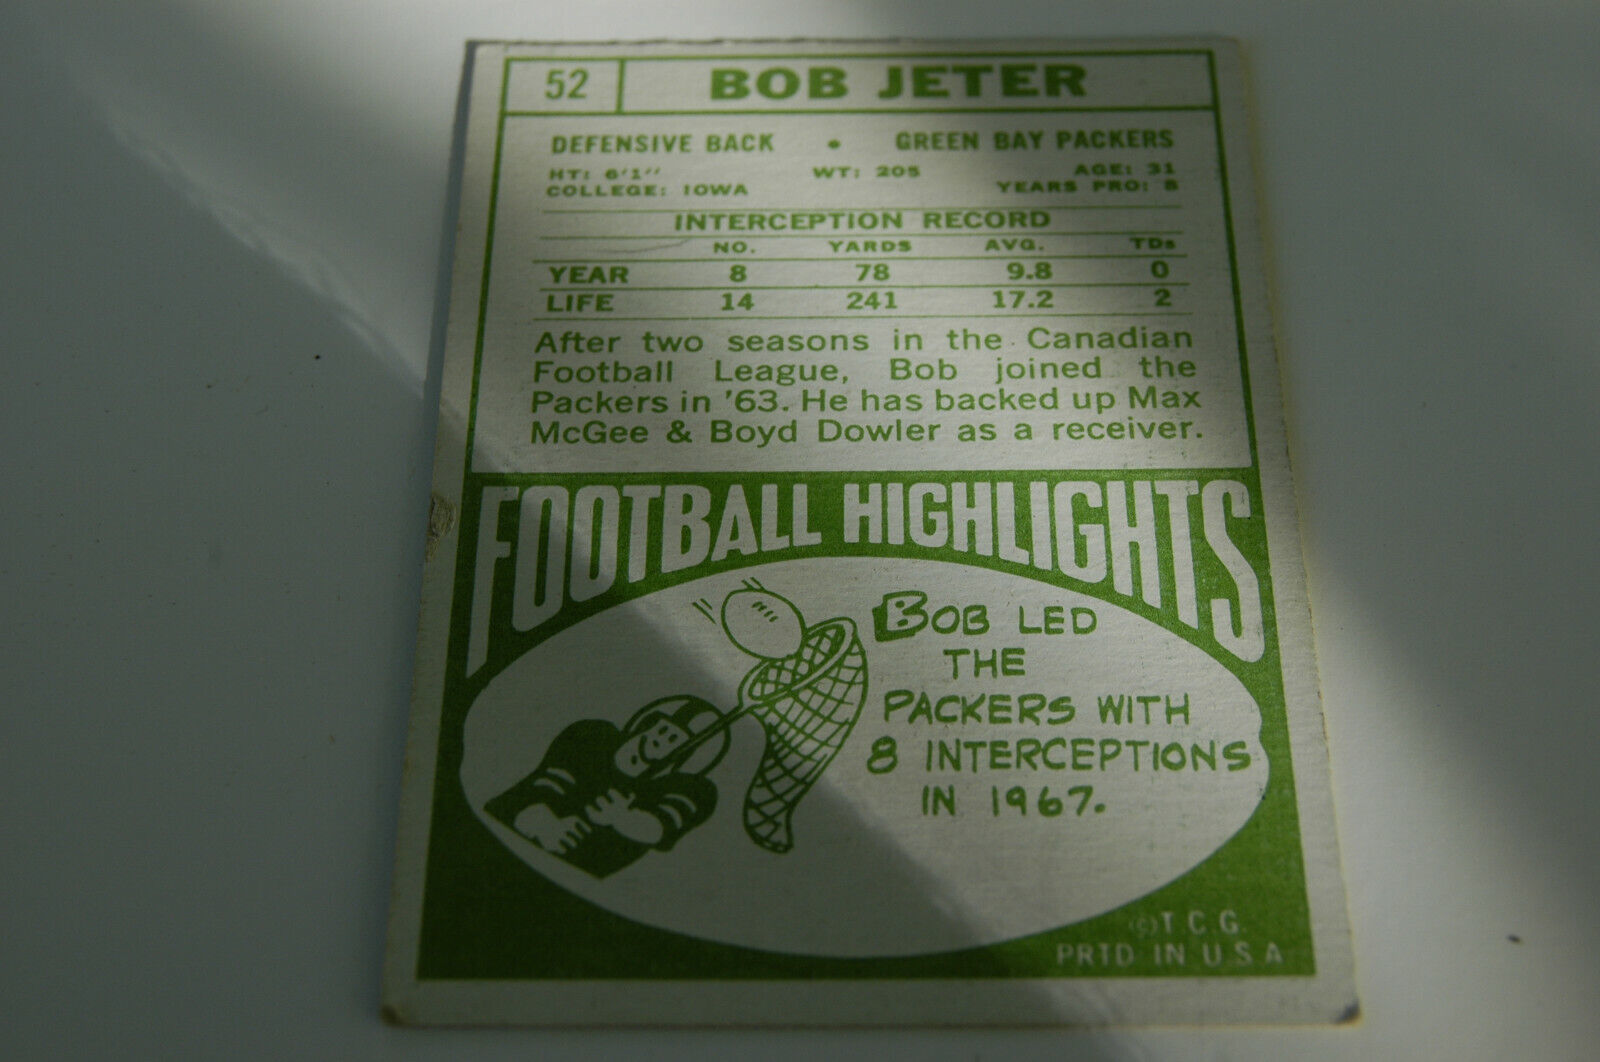 52 BOB JETER
DEFENSIVE BACK • GREEN BAY PACKERS
HT: 6'1" WT: 205 AGE: 31
COLLEGE: IOWA YEARS PRO: 8
INTERCEPTION RECORD
NO. YARDS AVG. TDs
YEAR 8 78 9.8 0
LIFE 14 241 17.2 2
After two seasons in the Canadian
Football League, Bob joined the
Packers in '63. He has backed up Max
McGee & Boyd Dowler as a receiver.
FOOTBALL HIGHLIGHTS
BOB LED
THE
PACKERS WITH
8 INTERCEPTIONS
IN 1967.
©T.C.G.
PRTD IN U.S.A